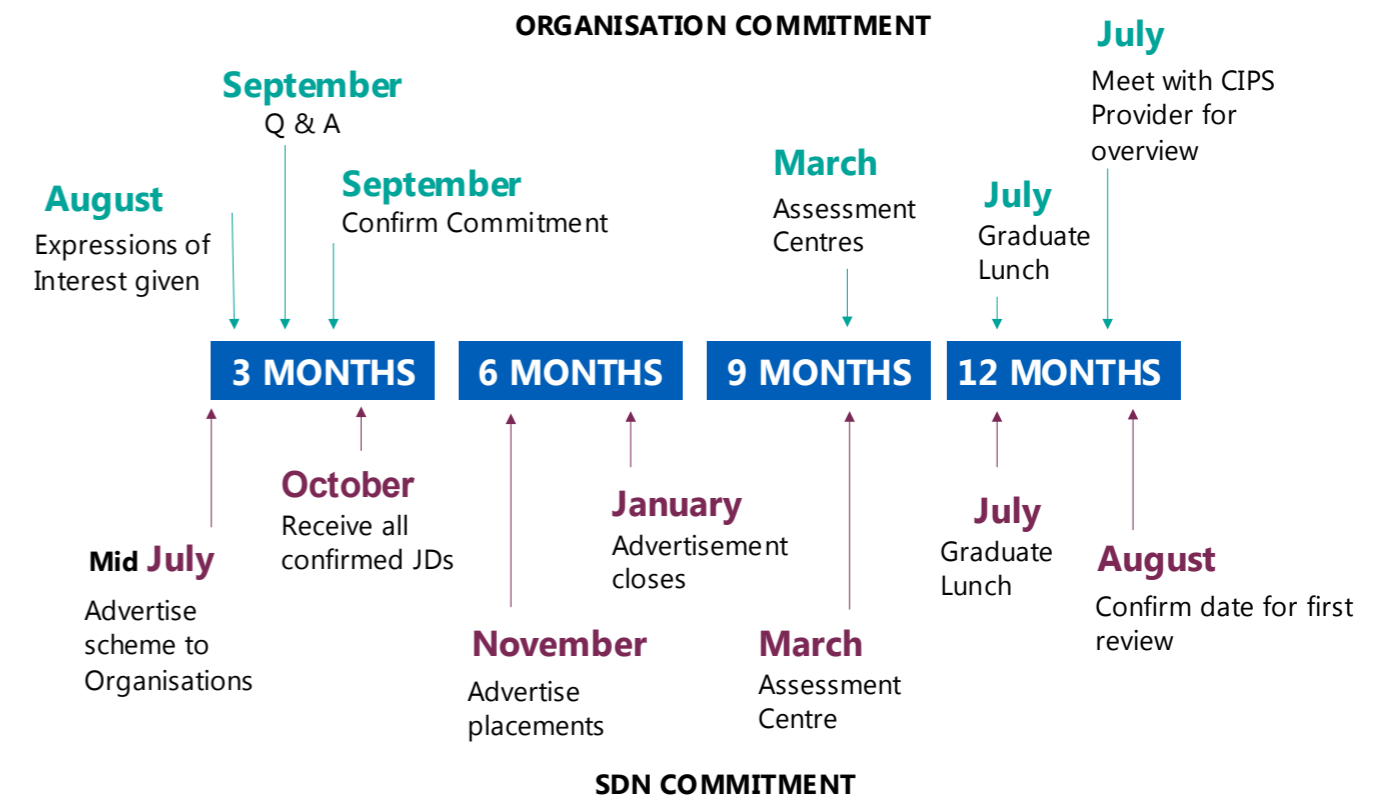 ORGANISATION COMMITMENT
July
Meet with CIPS
Provider for
overview
September
Q & A
March
Assessment
Centres
September
Confirm Commitment
July
Graduate
Lunch
August
Expressions of
Interest given
3 MONTHS
6 MONTHS
9 MONTHS
12 MONTHS
Mid July
Advertise
scheme to
Organisations
October
Receive all
confirmed JDs
November
Advertise
placements
January
Advertisement
closes
March
Assessment
Centre
July
Graduate
Lunch
August
Confirm date for first
review
SDN COMMITMENT